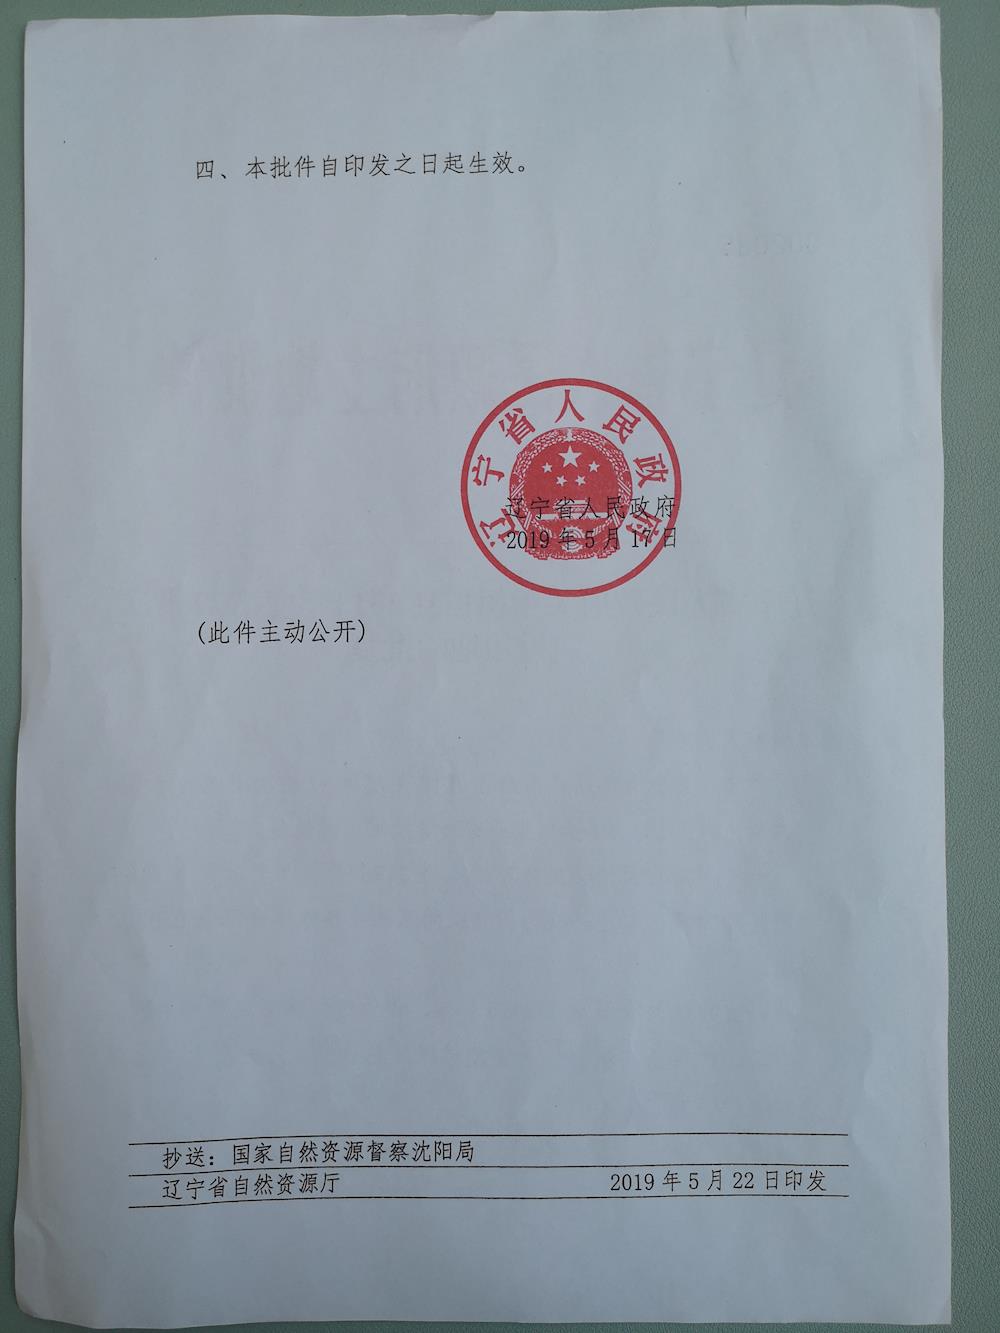 四、本批件自印发之日起生效。
辽宁省人民政府
辽宁省人民政府
2019年5月17日
(此件主动公开)
抄送：国家自然资源督察沈阳局
辽宁省自然资源厅 2019年5月22日印发